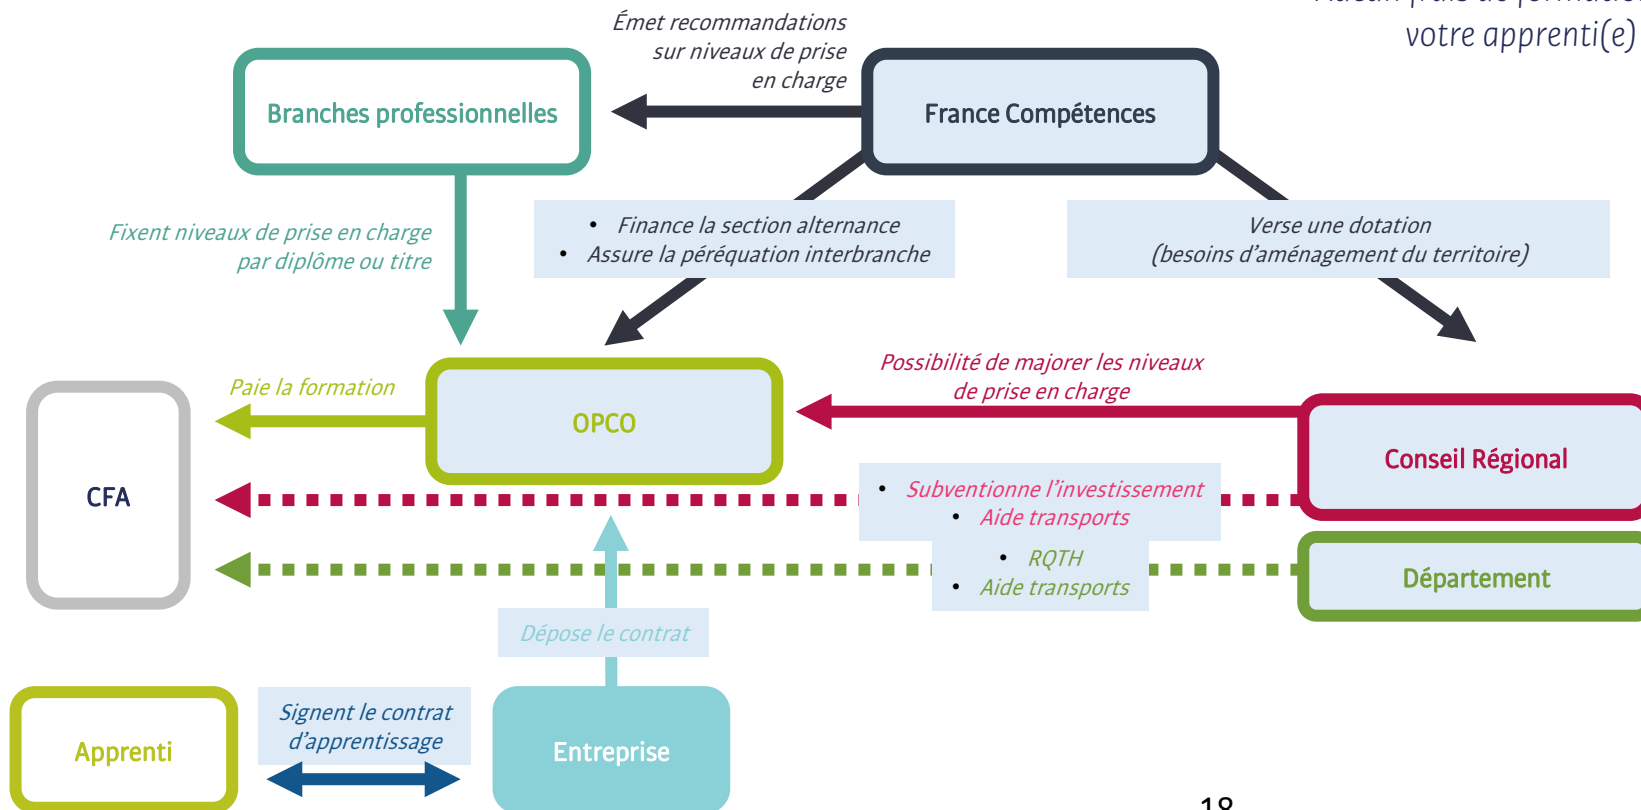 votre apprenti(e)
Émet recommandations
sur niveaux de prise
en charge
Branches professionnelles
France Compétences
Fixent niveaux de prise en charge
par diplôme ou titre
• Finance la section alternance
• Assure la péréquation interbranche
Verse une dotation
(besoins d’aménagement du territoire)
Paie la formation
OPCO
Possibilité de majorer les niveaux
de prise en charge
Conseil Régional
CFA
• Subventionne l’investissement
• Aide transports
• RQTH
• Aide transports
Département
Dépose le contrat
Signent le contrat
d’apprentissage
Apprenti
Entreprise
18